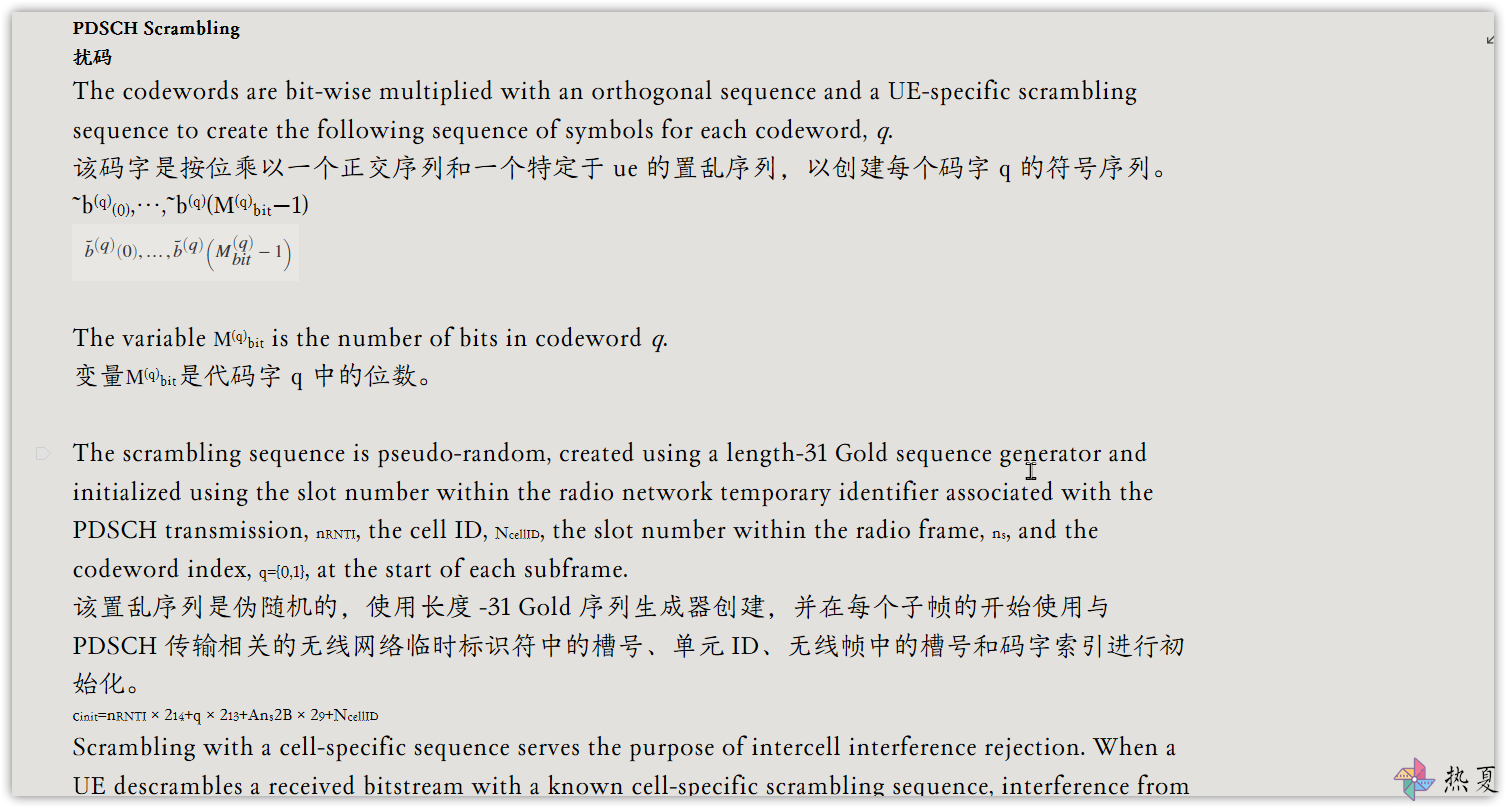 PDSCH Scrambling
扰码
The codewords are bit-wise multiplied with an orthogonal sequence and a UE-specific scrambling
sequence to create the following sequence of symbols for each codeword, q.
该码字是按位乘以一个正交序列和一个特定于 ue 的置乱序列，以创建每个码字 q 的符号序列。
˜b(q)(0),⋯,˜b(q)(M(q)bit−1)
b̃(q)(0),…,b̃(q)(M(q)bit − 1)
The variable M(q)bit is the number of bits in codeword q.
变量M(q)bit是代码字 q 中的位数。
The scrambling sequence is pseudo-random, created using a length-31 Gold sequence generator and
initialized using the slot number within the radio network temporary identifier associated with the
PDSCH transmission, nRNTI, the cell ID, NcellID, the slot number within the radio frame, ns, and the
codeword index, q={0,1}, at the start of each subframe.
该置乱序列是伪随机的，使用长度 -31 Gold 序列生成器创建，并在每个子帧的开始使用与
PDSCH 传输相关的无线网络临时标识符中的槽号、单元 ID、无线帧中的槽号和码字索引进行初
始化。
cinit=nRNTI × 214+q × 213+Ans2B × 29+NcellID
Scrambling with a cell-specific sequence serves the purpose of intercell interference rejection. When a
UE descrambles a received bitstream with a known cell-specific scrambling sequence, interference from
热夏